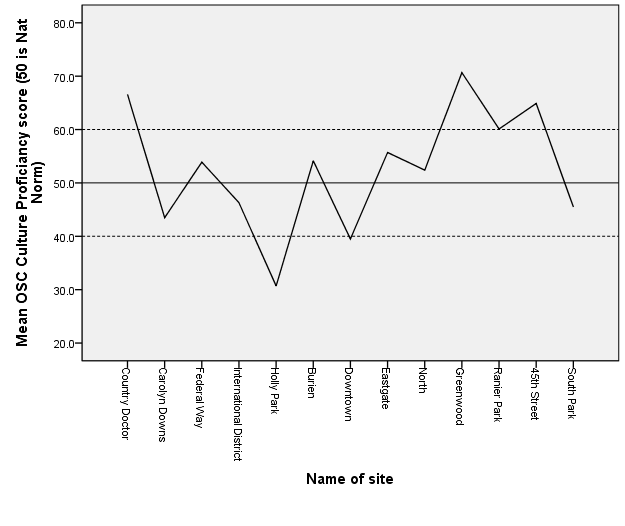 Mean OSC Culture Proficiancy score (50 is Nat
Norm)
80.0
70.0
60.0
50.0
40.0
30.0
20.0
Country Doctor
Carolyn Downs
Federal Way
International District
Holly Park
Burien
Downtown
Eastgate
North
Greenwood
Ranier Park
45th Street
South Park
Name of site